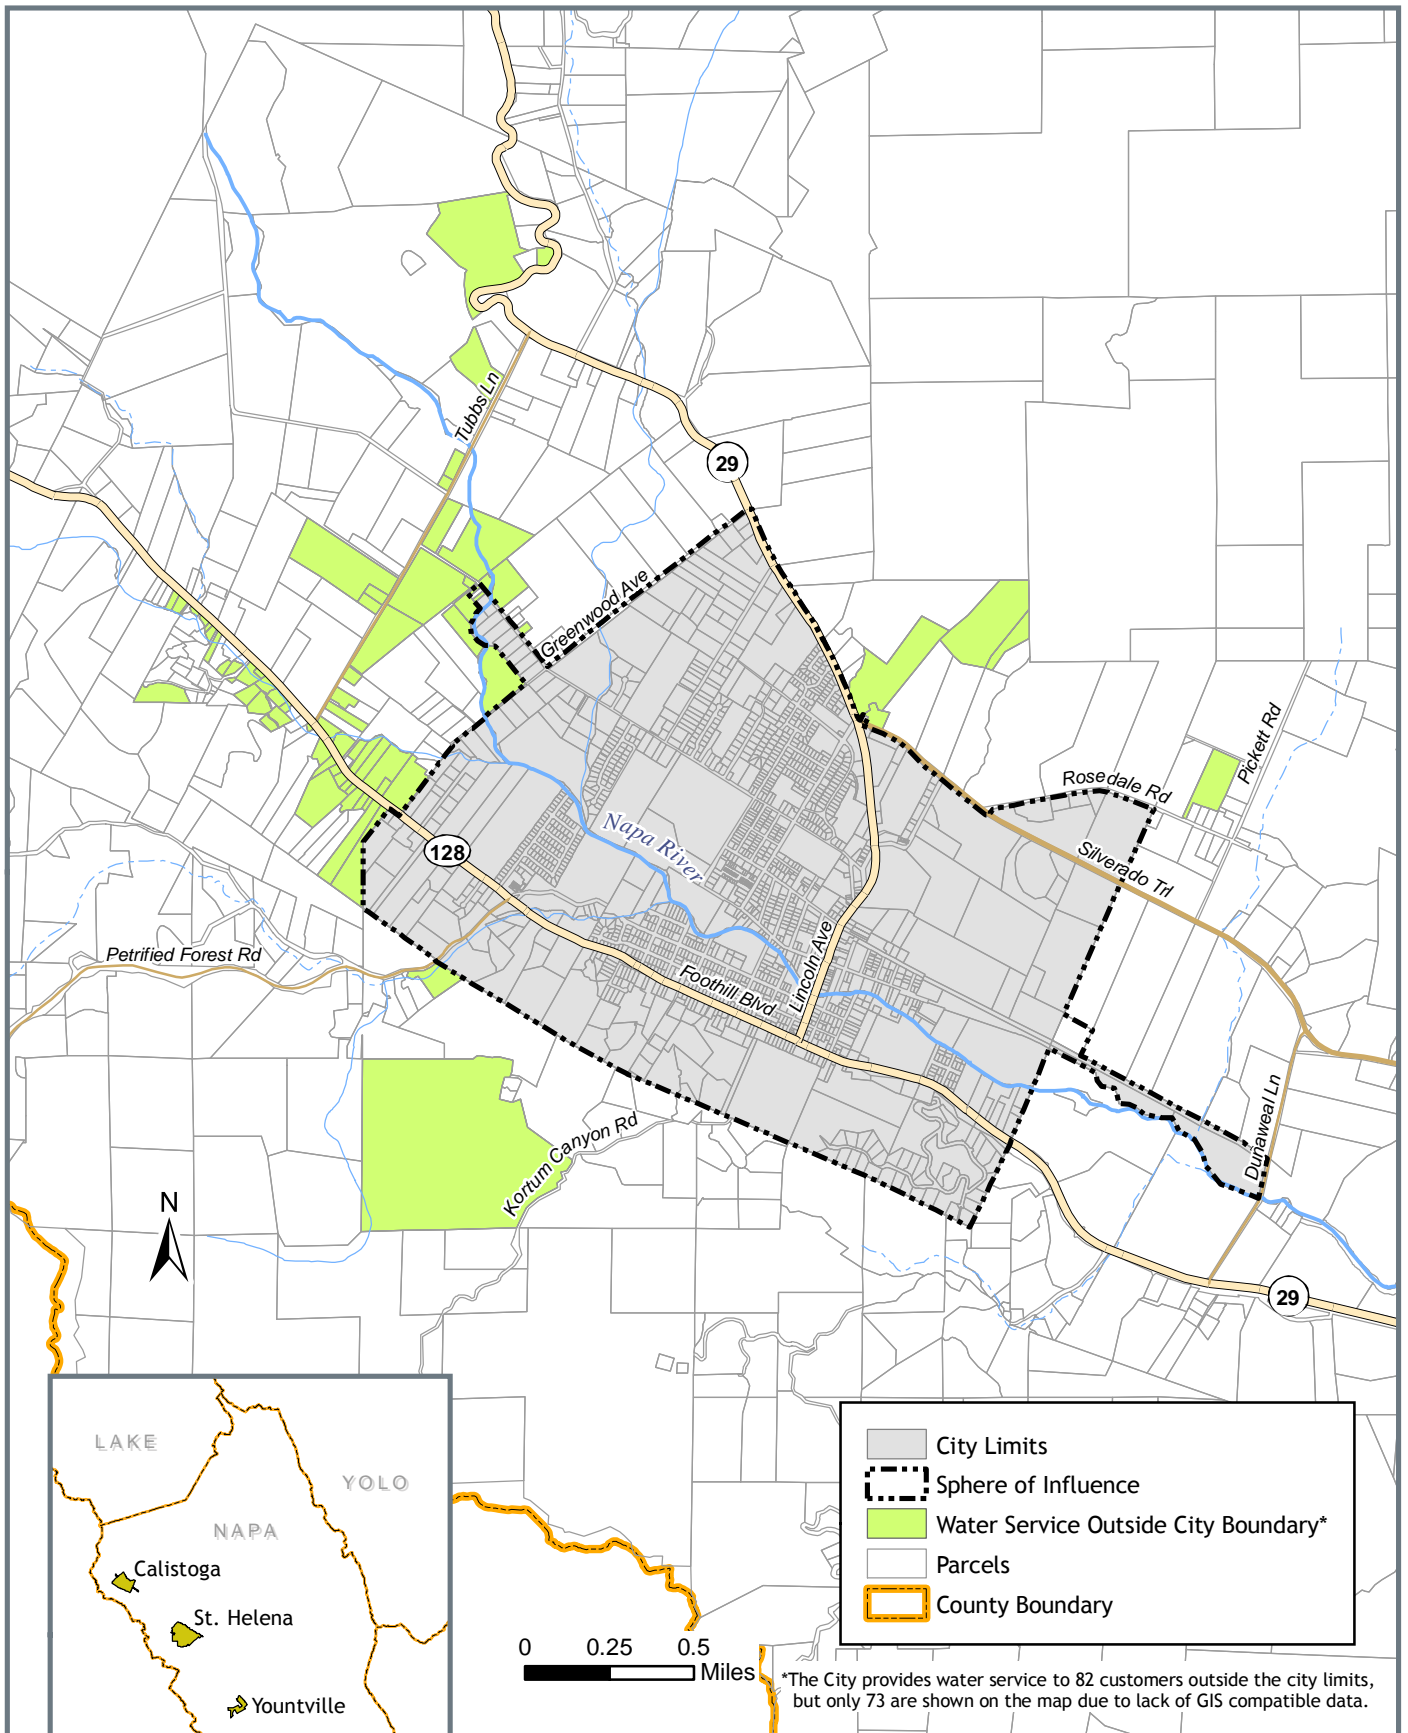 Tubbs Ln
29
Greenwood Ave
Pickett Rd
Rosedale Rd
Napa River
128
Silverado Trl
Petrified Forest Rd
Lincoln Ave
Foothill Blvd
Dunaweal Ln
Kortum Canyon Rd
N
29
LAKE
YOLO
NAPA
Calistoga
St. Helena
Yountville
City Limits
Sphere of Influence
Water Service Outside City Boundary*
Parcels
County Boundary
0 0.25 0.5
Miles
*The City provides water service to 82 customers outside the city limits,
but only 73 are shown on the map due to lack of GIS compatible data.